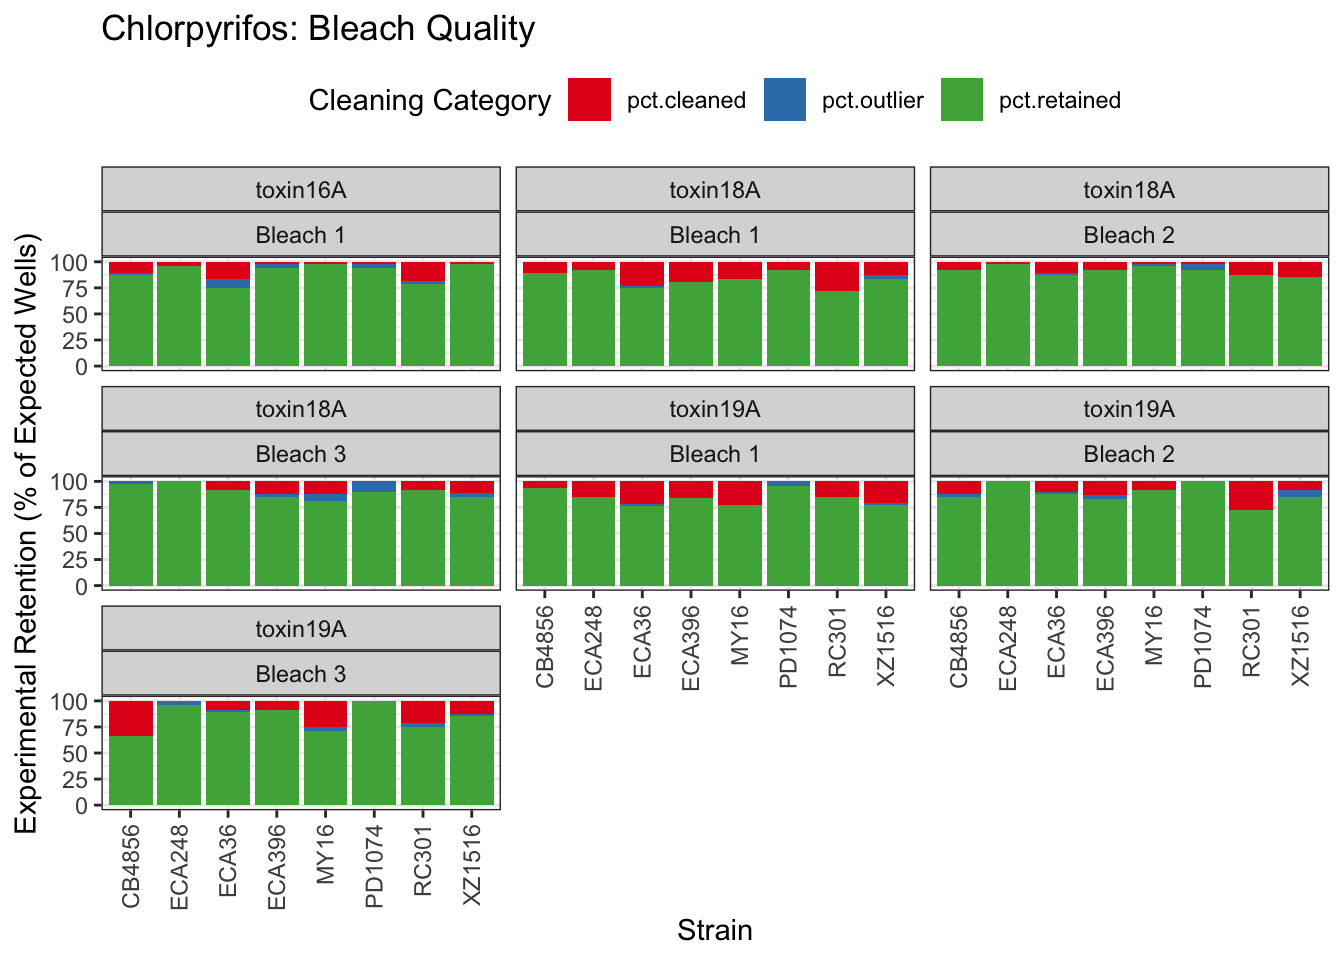 Chlorpyrifos: Bleach Quality
Cleaning Category pct.cleaned pct.outlier pct.retained
Experimental Retention (% of Expected Wells)
toxin16A toxin18A toxin18A
Bleach 1 Bleach 1 Bleach 2
100
75
50
25
0
toxin18A toxin19A toxin19A
Bleach 3 Bleach 1 Bleach 2
100
75
50
25
0
CB4856 ECA248 ECA36 ECA396 MY16 PD1074 RC301 XZ1516
CB4856 ECA248 ECA36 ECA396 MY16 PD1074 RC301 XZ1516
toxin19A
Bleach 3
100
75
50
25
0
CB4856 ECA248 ECA36 ECA396 MY16 PD1074 RC301 XZ1516
Strain